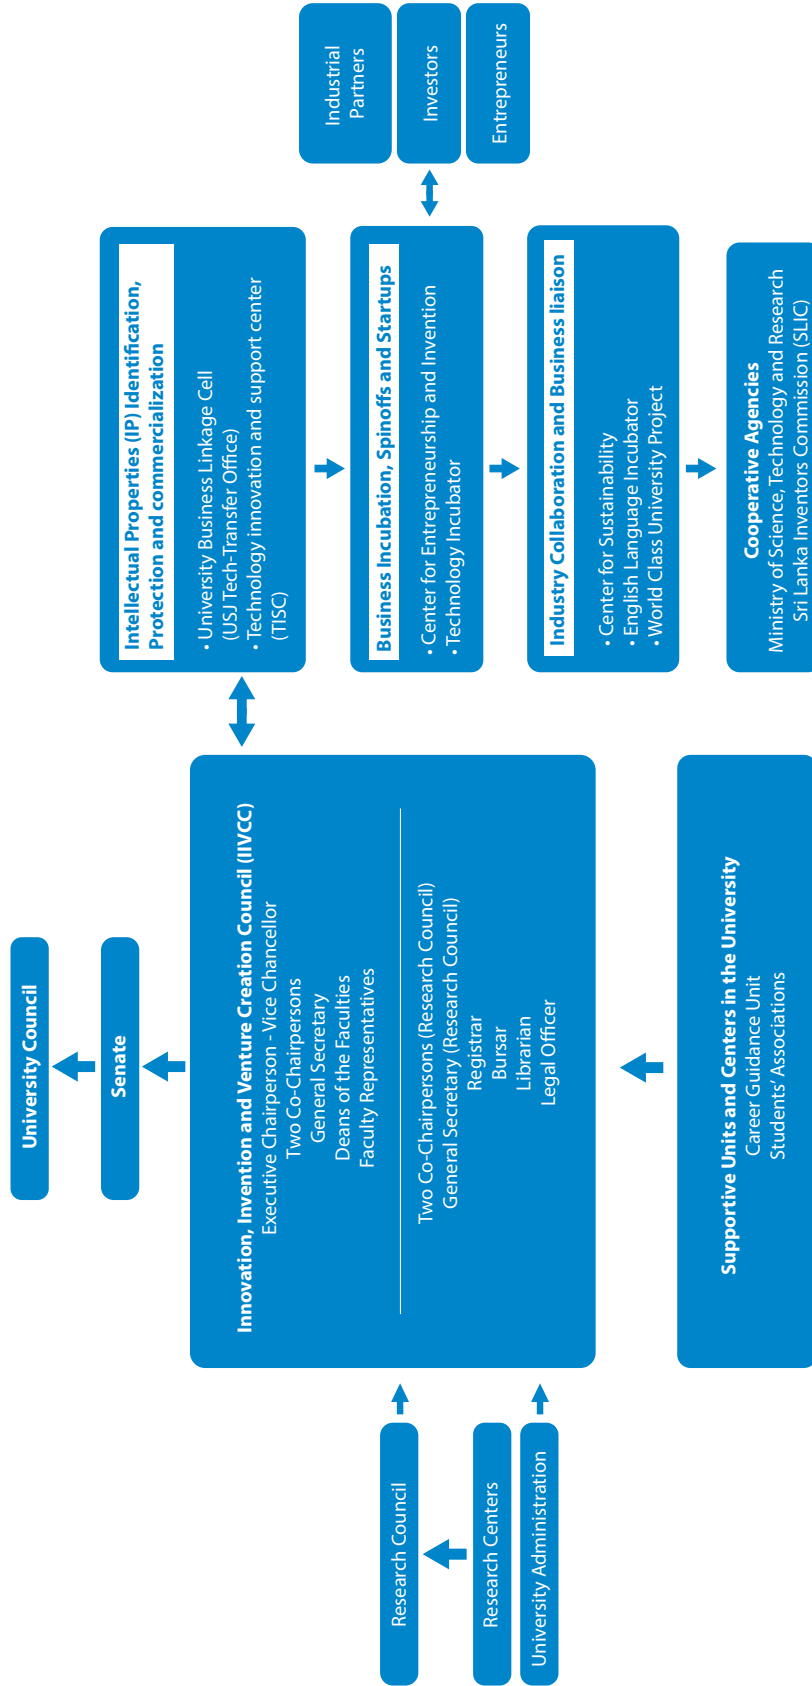 University Council
Senate
Innovation, Invention and Venture Creation Council (IIVCC)
Executive Chairperson - Vice Chancellor
Two Co-Chairpersons
General Secretary
Deans of the Faculties
Faculty Representatives
Two Co-Chairpersons (Research Council)
General Secretary (Research Council)
Registrar
Bursar
Librarian
Legal Officer
Research Council
Research Centers
University Administration
Supportive Units and Centers in the University
Career Guidance Unit
Students’ Associations
Intellectual Properties (IP) Identification,
Protection and commercialization
• University Business Linkage Cell
(USJ Tech-Transfer Office)
• Technology innovation and support center
(TISC)
Business Incubation, Spinoffs and Startups
• Center for Entrepreneurship and Invention
• Technology Incubator
Industry Collaboration and Business liaison
• Center for Sustainability
• English Language Incubator
• World Class University Project
Cooperative Agencies
Ministry of Science, Technology and Research
Sri Lanka Inventors Commission (SLIC)
Industrial
Partners
Investors
Entrepreneurs